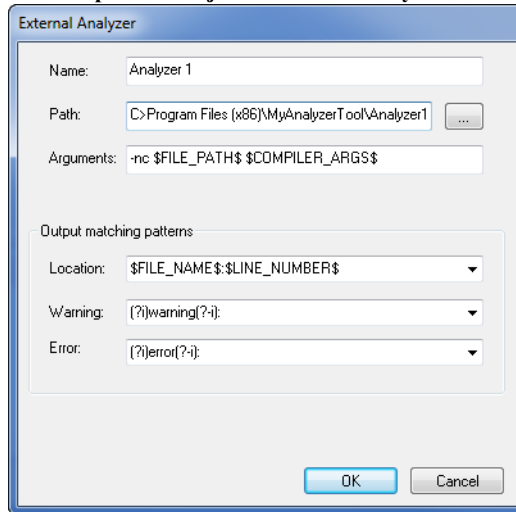 External Analyzer
Name: Analyzer 1
Path: C>Program Files (x86)\MyAnalyzerTool\Analyzer1 ...
Arguments: -nc $FILE_PATH$ $COMPILER_ARGS$
Output matching patterns
Location: $FILE_NAME$:$LINE_NUMBER$
Warning: (?i)warning(?-i):
Error: (?i)error(?-i):
OK Cancel